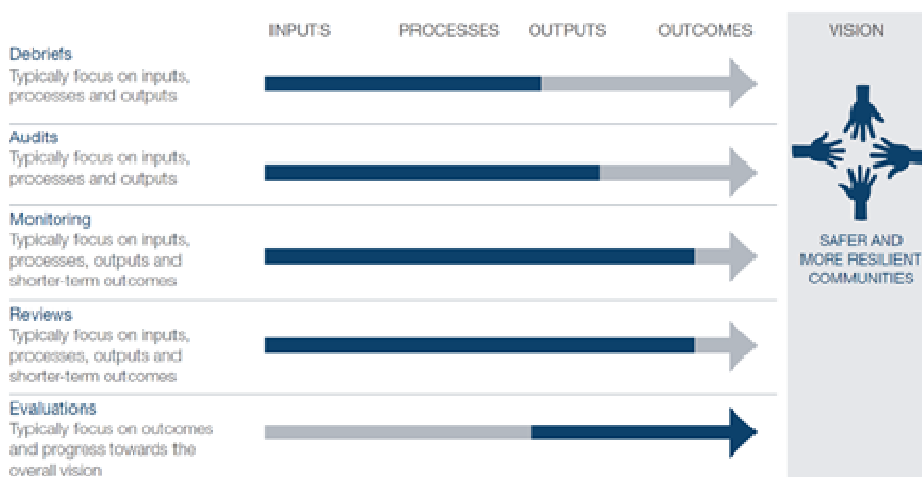 INPUTS PROCESSES OUTPUTS OUTCOMES VISION
Debriefs
Typically focus on inputs,
processes and outputs
Audits
Typically focus on inputs,
processes and outputs
Monitoring
Typically focus on inputs,
processes, outputs and
shorter-term outcomes
SAFER AND
MORE RESILIENT
COMMUNITIES
Reviews
Typically focus on inputs,
processes, outputs and
shorter-term outcomes
Evaluations
Typically focus on outcomes
and progress towards the
overall vision